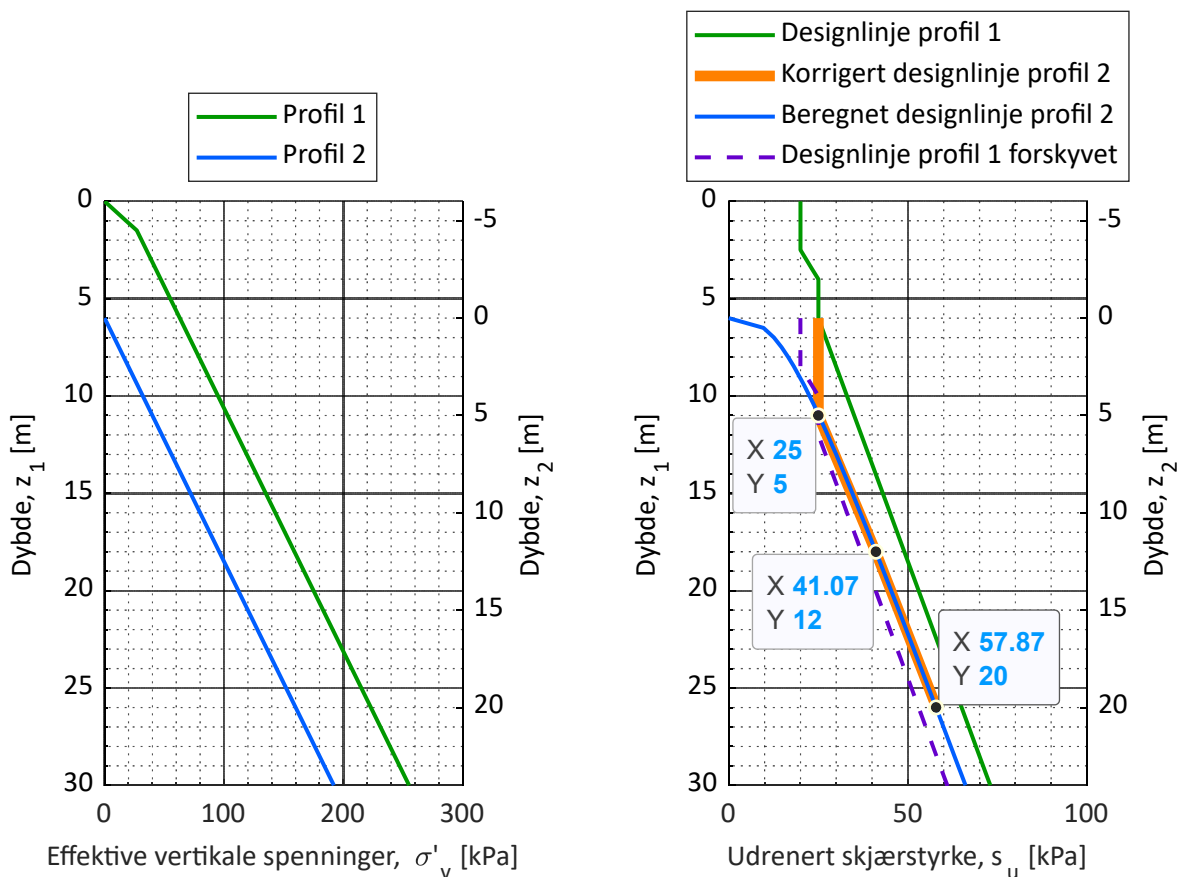 Profil 1
Profil 2
0
5
10
15
20
25
30
-5
0
5
10
15
20
0
100
200
300
Dybde, z1 [m]
Dybde, z2 [m]
Effektive vertikale spenninger, σ'v [kPa]
Designlinje profil 1
Korrigert designlinje profil 2
Beregnet designlinje profil 2
Designlinje profil 1 forskyvet
0
5
10
15
20
25
30
-5
0
5
10
15
20
X 25
Y 5
X 41.07
Y 12
X 57.87
Y 20
0
50
100
Dybde, z1 [m]
Dybde, z2 [m]
Udrenert skjærstyrke, su [kPa]